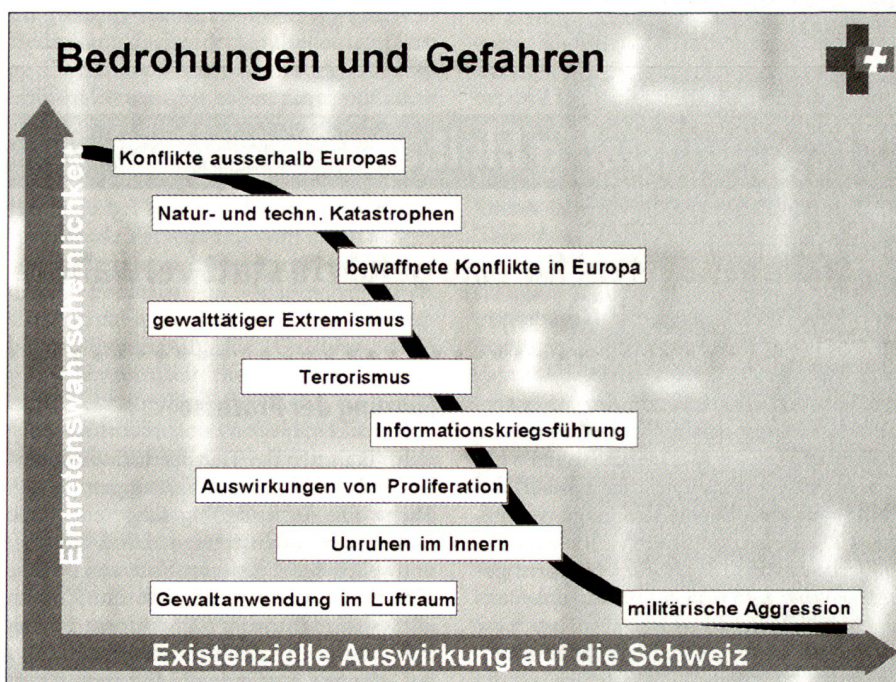 Bedrohungen und Gefahren
Eintretenswahrscheinlichkeit
Konflikte ausserhalb Europas
Natur- und techn. Katastrophen
bewaffnete Konflikte in Europa
gewalttätiger Extremismus
Terrorismus
Informationskriegsführung
Auswirkungen von Proliferation
Unruhen im Innern
Gewaltanwendung im Luftraum
militärische Aggression
Existenzielle Auswirkung auf die Schweiz